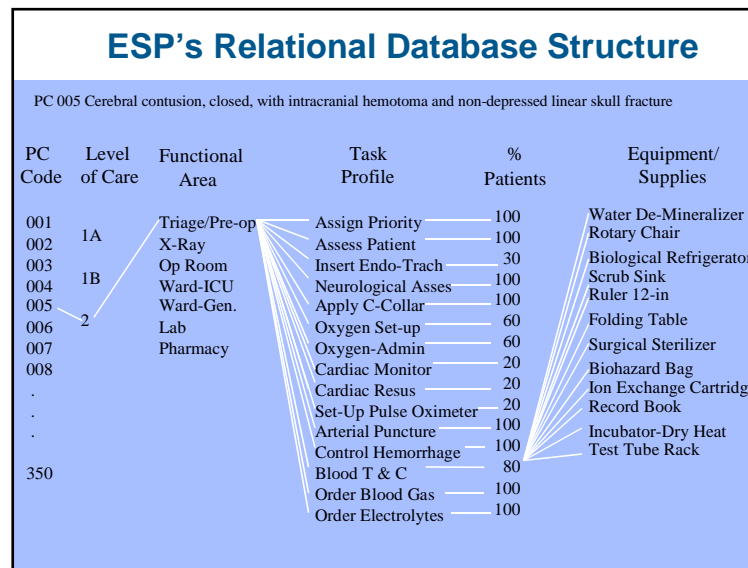 ESP's Relational Database Structure
PC 005 Cerebral contusion, closed, with intracranial hemotoma and non-depressed linear skull fracture
PC Code
Level of Care
Functional Area
Task Profile
% Patients
Equipment/ Supplies
001
002
003
004
005
006
007
008
.
.
.
350
1A
1B
2
Triage/Pre-op
X-Ray
Op Room
Ward-ICU
Ward-Gen.
Lab
Pharmacy
Assign Priority
Assess Patient
Insert Endo-Trach
Neurological Asses
Apply C-Collar
Oxygen Set-up
Oxygen-Admin
Cardiac Monitor
Cardiac Resus
Set-Up Pulse Oximeter
Arterial Puncture
Control Hemorrhage
Blood T & C
Order Blood Gas
Order Electrolytes
100
100
30
100
100
60
60
20
20
20
100
100
80
100
100
Water De-Mineralizer
Rotary Chair
Biological Refrigerator
Scrub Sink
Ruler 12-in
Folding Table
Surgical Sterilizer
Biohazard Bag
Ion Exchange Cartridg
Record Book
Incubator-Dry Heat
Test Tube Rack